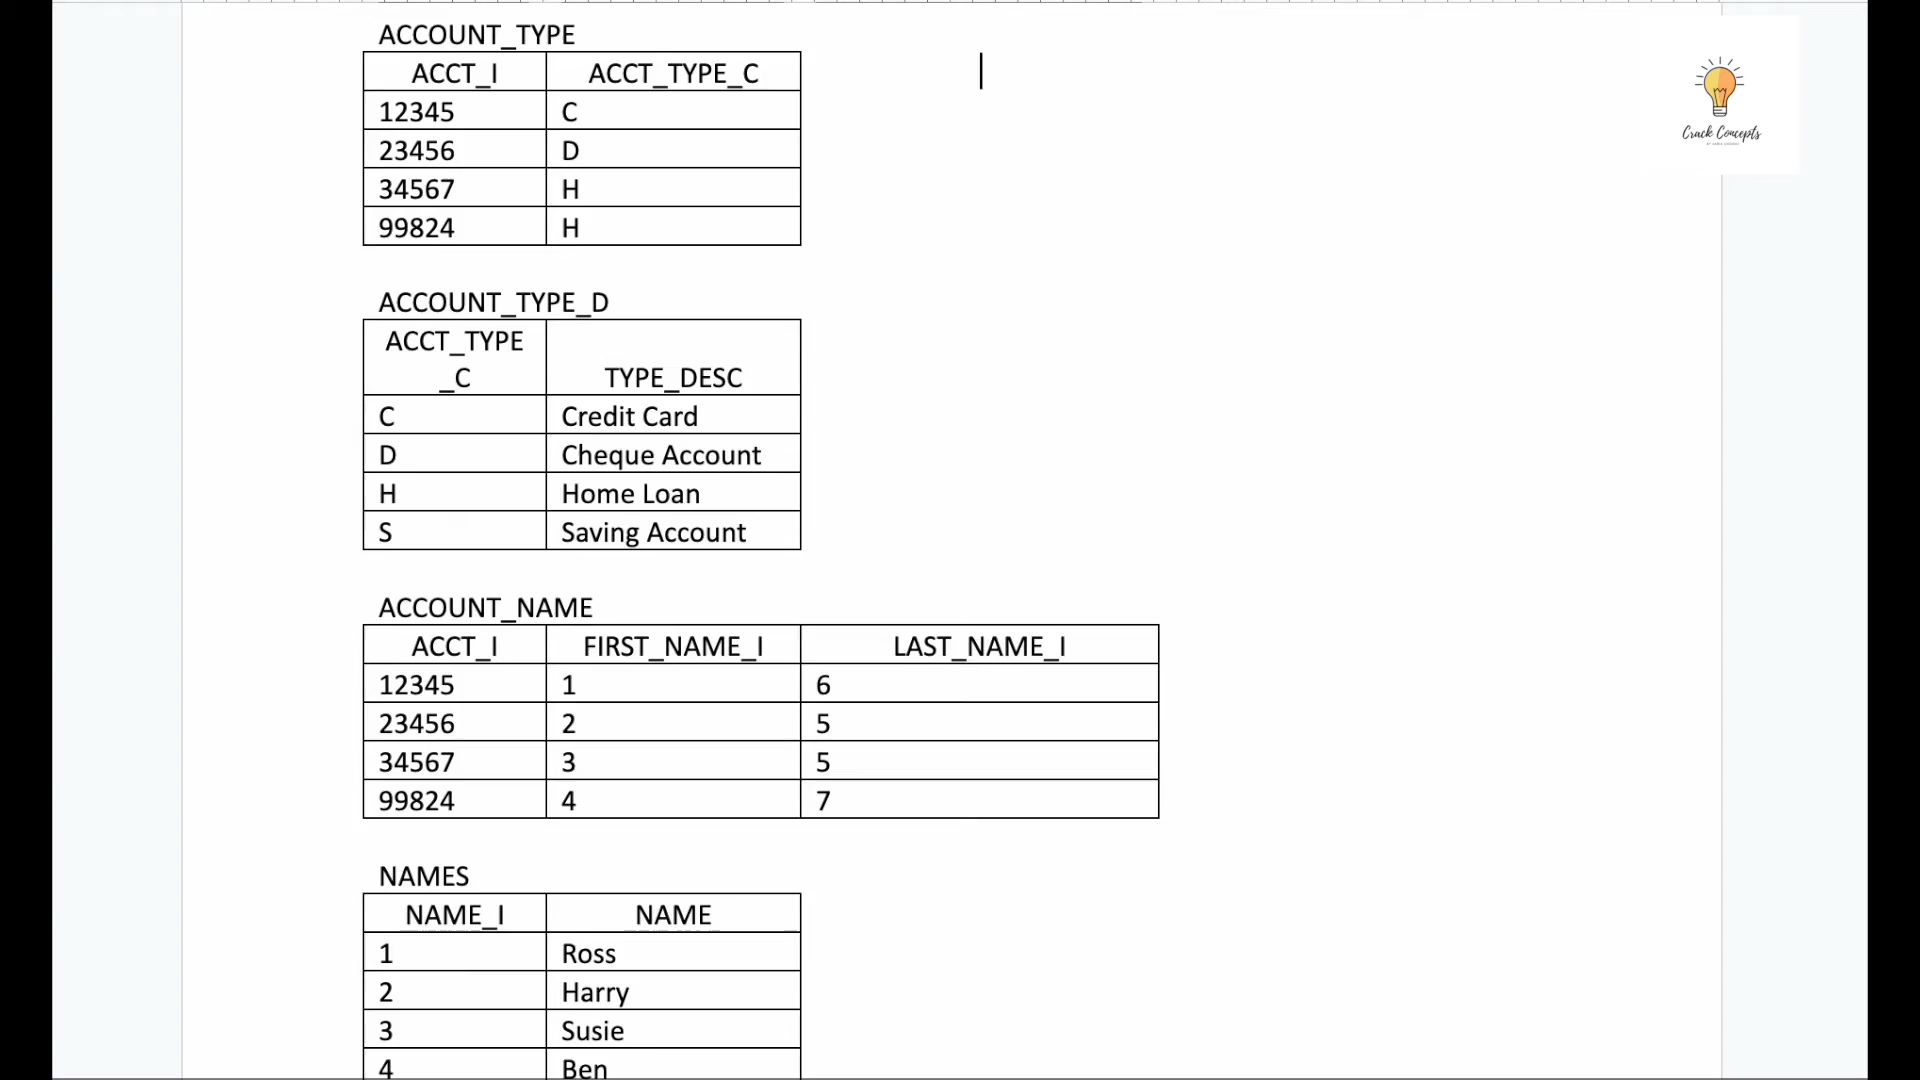 ACCOUNT_TYPE
ACCT_I ACCT_TYPE_C
12345 C
23456 D
34567 H
99824 H
Crack Concepts
ACCOUNT_TYPE_D
ACCT_TYPE
_C TYPE_DESC
C Credit Card
D Cheque Account
H Home Loan
S Saving Account
ACCOUNT_NAME
ACCT_I FIRST_NAME_I LAST_NAME_I
12345 1 6
23456 2 5
34567 3 5
99824 4 7
NAMES
NAME_I NAME
1 Ross
2 Harry
3 Susie
4 Ben